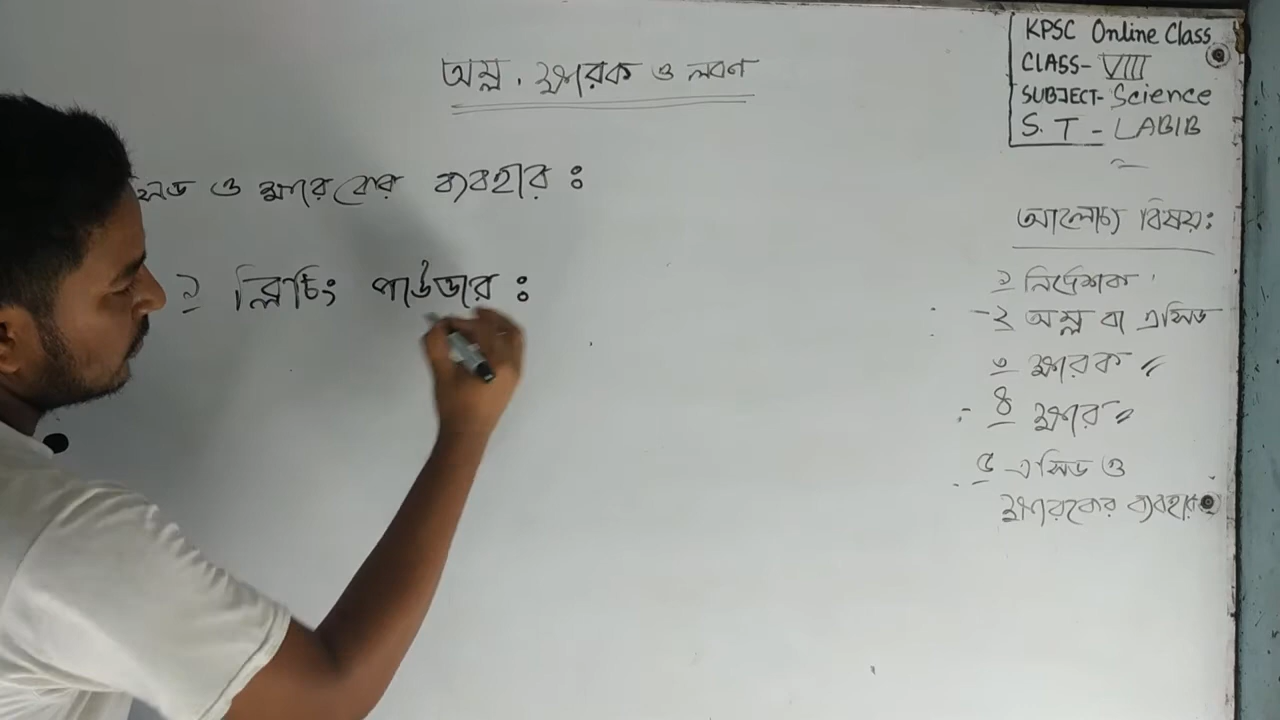 অম্ল. ক্ষারক ও লবণ
সিড ও ক্ষারকের ব্যবহার ঃ
১ ব্লিচিং পাউডার ঃ
KPSC Online Class
CLASS- VIII
SUBJECT- Science
S. T - LABIB
আলোচ্য বিষয়ঃ
১ নির্দেশক
২ অম্ল বা এসিড
৩ ক্ষারক
৪ ক্ষার
৫ এসিড ও
ক্ষারকের ব্যবহার